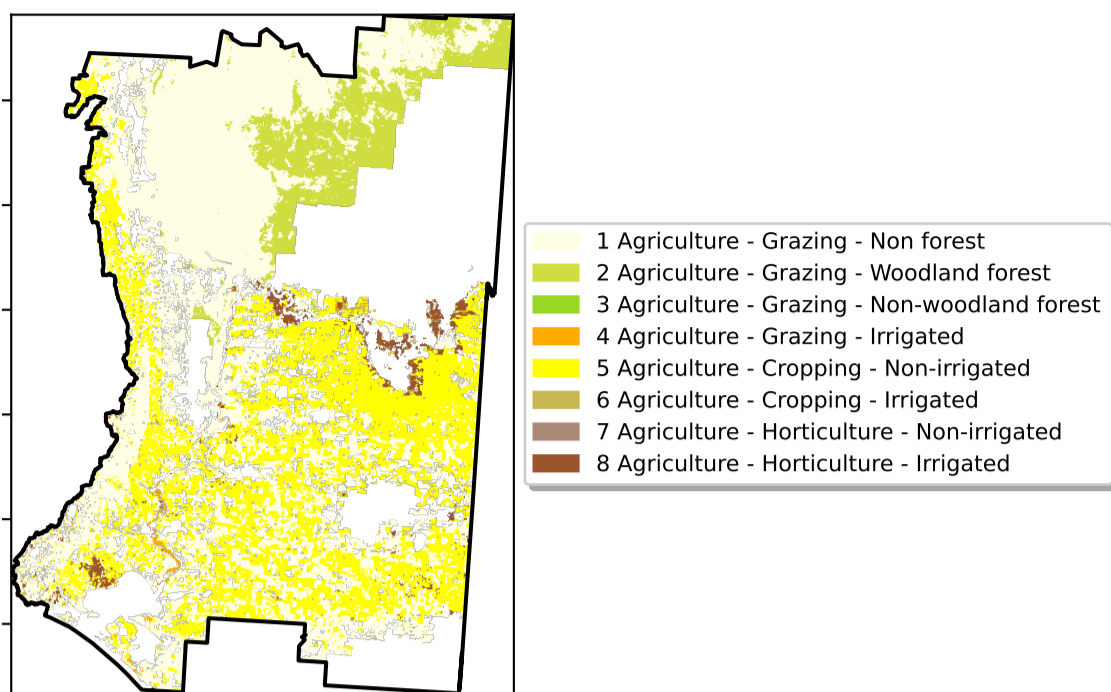 1 Agriculture - Grazing - Non forest
2 Agriculture - Grazing - Woodland forest
3 Agriculture - Grazing - Non-woodland forest
4 Agriculture - Grazing - Irrigated
5 Agriculture - Cropping - Non-irrigated
6 Agriculture - Cropping - Irrigated
7 Agriculture - Horticulture - Non-irrigated
8 Agriculture - Horticulture - Irrigated